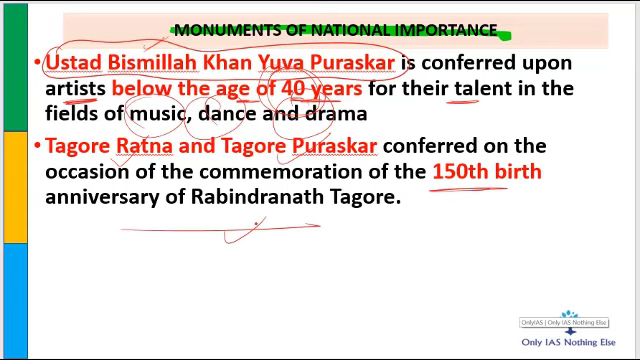 MONUMENTS OF NATIONAL IMPORTANCE
• Ustad Bismillah Khan Yuva Puraskar is conferred upon
artists below the age of 40 years for their talent in the
fields of music, dance and drama
• Tagore Ratna and Tagore Puraskar conferred on the
occasion of the commemoration of the 150th birth
anniversary of Rabindranath Tagore.
OnlyIAS | Only IAS Nothing Else
Only IAS Nothing Else